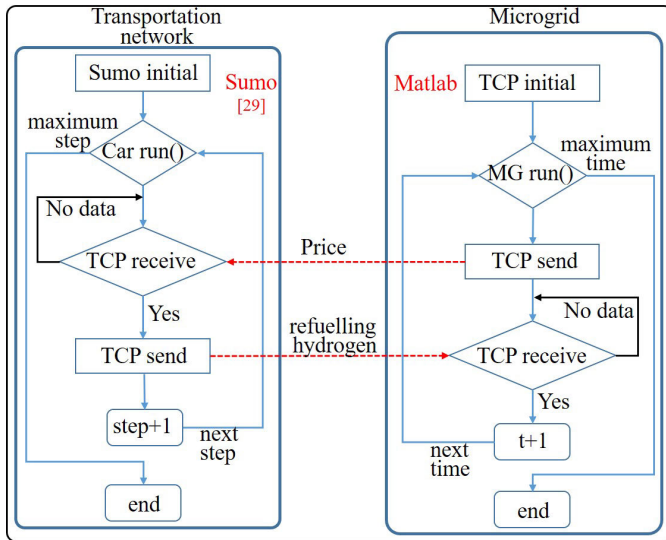 Transportation
network
Sumo initial
Sumo
[29]
maximum
step
Car run()
No data
TCP receive
Yes
TCP send
step+1
next
step
end
Price
refuelling
hydrogen
Microgrid
Matlab
TCP initial
maximum
time
MG run()
TCP send
No data
TCP receive
Yes
t+1
next
time
end